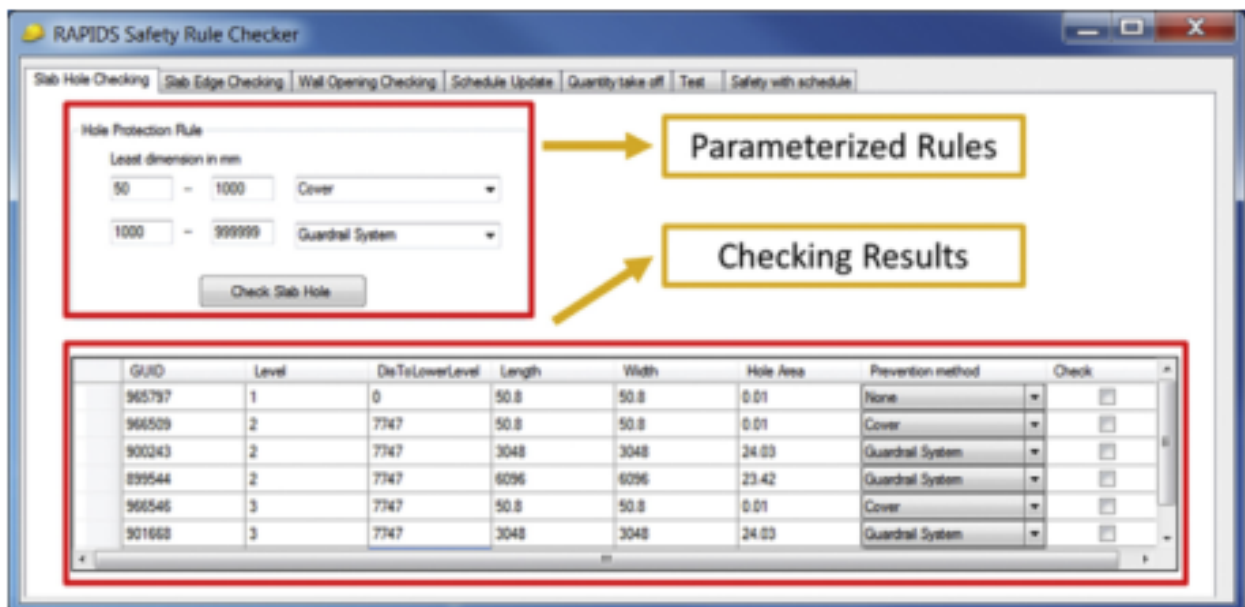 RAPIDS Safety Rule Checker
Slab Hole Checking Slab Edge Checking Wall Opening Checking Schedule Update Quantity take off Test Safety with schedule
Hole Protection Rule
Least dimension in mm
50 – 1000 Cover
1000 – 999999 Guardrail System
Check Slab Hole
Parameterized Rules
Checking Results
GUID Level DisToLowerLevel Length Width Hole Area Prevention method Check
965797 1 0 50.8 50.8 0.01 None
966509 2 7747 50.8 50.8 0.01 Cover
900243 2 7747 3048 3048 24.03 Guardrail System
899544 2 7747 6096 6096 23.42 Guardrail System
966546 3 7747 50.8 50.8 0.01 Cover
901668 3 7747 3048 3048 24.03 Guardrail System